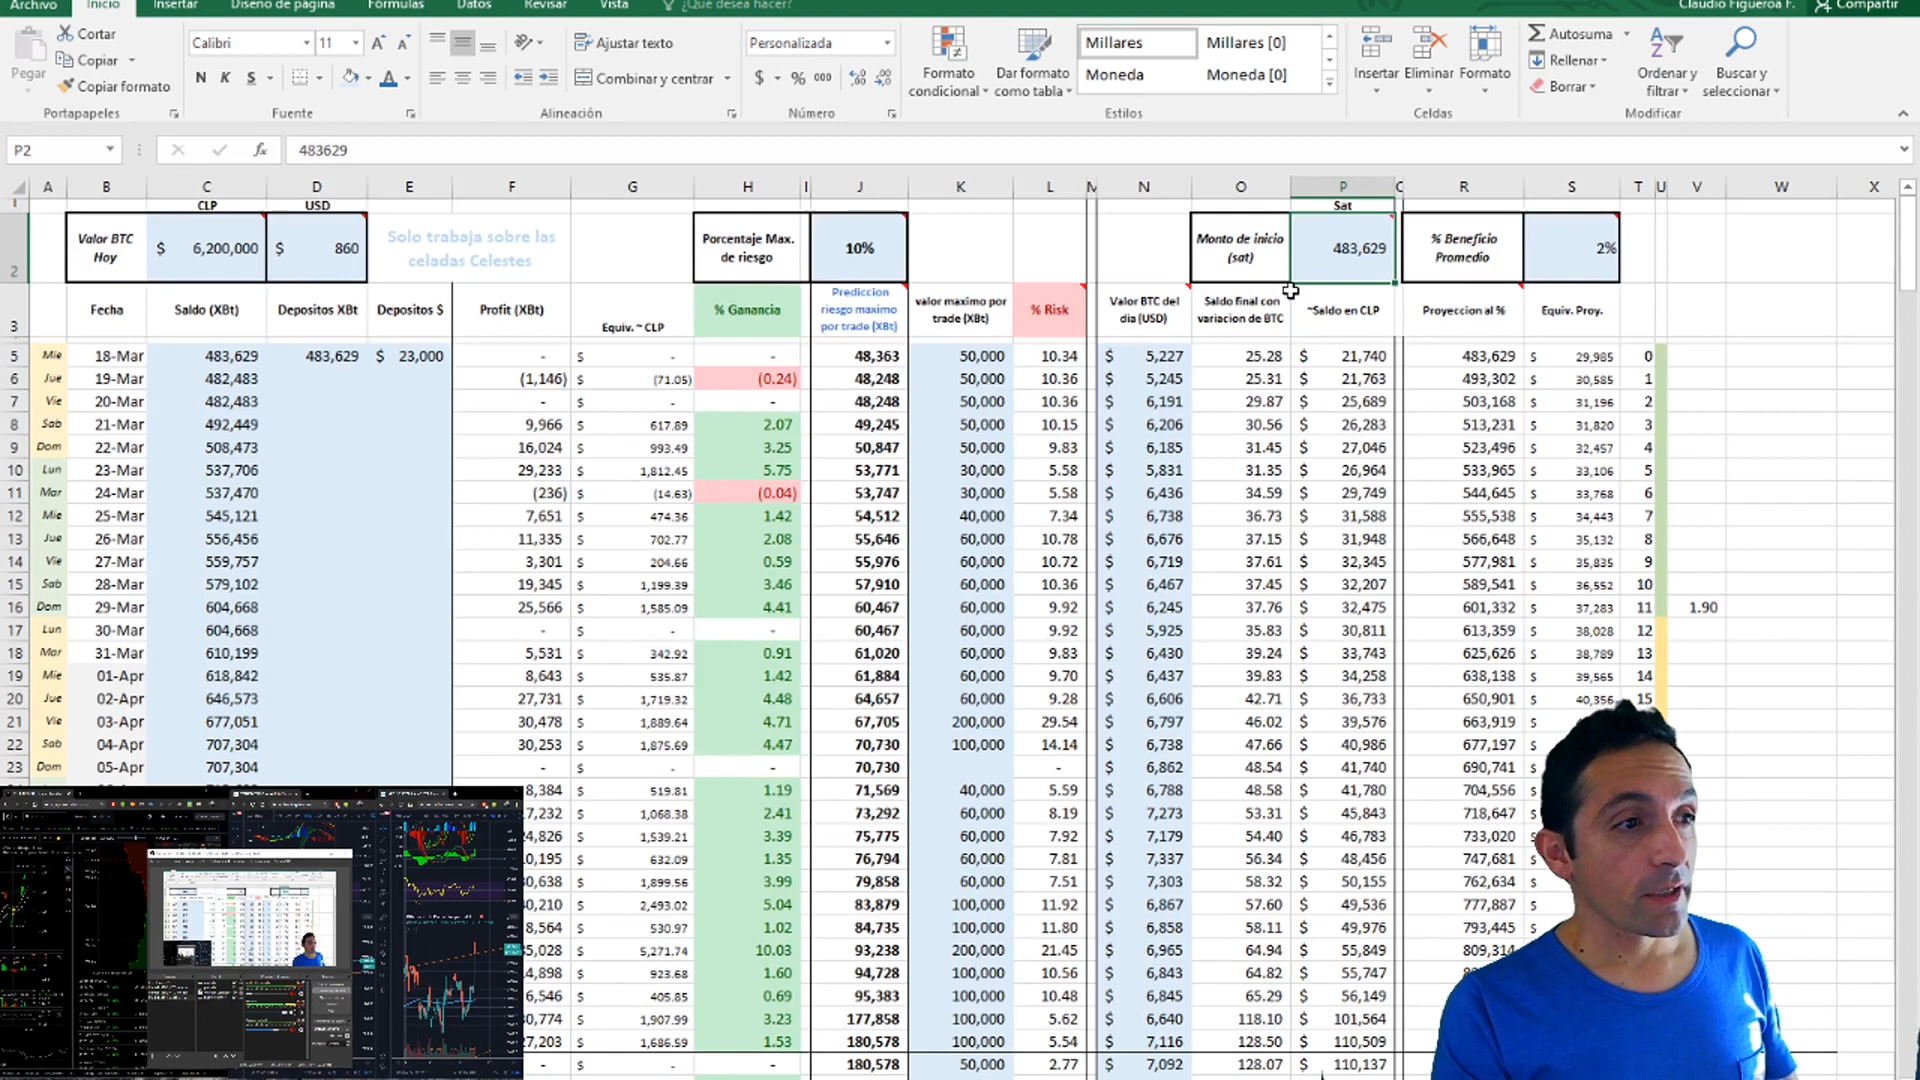 Archivo Inicio Insertar Diseño de página Fórmulas Datos Revisar Vista ¿Qué desea hacer? Claudio Figueroa F. Compartir
Pegar Cortar Copiar Copiar formato Portapapeles
Calibri 11 N K S Fuente
Ajustar texto Combinar y centrar Alineación
Personalizada $ % 000 Número
Formato condicional Dar formato como tabla Millares Millares [0] Moneda Moneda [0] Estilos
Insertar Eliminar Formato Celdas
Autosuma Rellenar Borrar Ordenar y filtrar Buscar y seleccionar Modificar
P2 fx 483629
A B C D E F G H I J K L M N O P R S T U V W X
1 CLP USD Sat
2 Valor BTC Hoy $ 6,200,000 $ 860 Solo trabaja sobre las celadas Celestes Porcentaje Max. de riesgo 10% Monto de inicio (sat) 483,629 % Beneficio Promedio 2%
3 Fecha Saldo (XBt) Depositos XBt Depositos $ Profit (XBt) Equiv. ~ CLP % Ganancia Prediccion riesgo maximo por trade (XBt) valor maximo por trade (XBt) % Risk Valor BTC del dia (USD) Saldo final con variacion de BTC ~Saldo en CLP Proyeccion al % Equiv. Proy.
5 Mie 18-Mar 483,629 483,629 $ 23,000 - $ - - 48,363 50,000 10.34 $ 5,227 25.28 $ 21,740 483,629 $ 29,985 0
6 Jue 19-Mar 482,483 (1,146) $ (71.05) (0.24) 48,248 50,000 10.36 $ 5,245 25.31 $ 21,763 493,302 $ 30,585 1
7 Vie 20-Mar 482,483 - $ - - 48,248 50,000 10.36 $ 6,191 29.87 $ 25,689 503,168 $ 31,196 2
8 Sab 21-Mar 492,449 9,966 $ 617.89 2.07 49,245 50,000 10.15 $ 6,206 30.56 $ 26,283 513,231 $ 31,820 3
9 Dom 22-Mar 508,473 16,024 $ 993.49 3.25 50,847 50,000 9.83 $ 6,185 31.45 $ 27,046 523,496 $ 32,457 4
10 Lun 23-Mar 537,706 29,233 $ 1,812.45 5.75 53,771 30,000 5.58 $ 5,831 31.35 $ 26,964 533,965 $ 33,106 5
11 Mar 24-Mar 537,470 (236) $ (14.63) (0.04) 53,747 30,000 5.58 $ 6,436 34.59 $ 29,749 544,645 $ 33,768 6
12 Mie 25-Mar 545,121 7,651 $ 474.36 1.42 54,512 40,000 7.34 $ 6,738 36.73 $ 31,588 555,538 $ 34,443 7
13 Jue 26-Mar 556,456 11,335 $ 702.77 2.08 55,646 60,000 10.78 $ 6,676 37.15 $ 31,948 566,648 $ 35,132 8
14 Vie 27-Mar 559,757 3,301 $ 204.66 0.59 55,976 60,000 10.72 $ 6,719 37.61 $ 32,345 577,981 $ 35,835 9
15 Sab 28-Mar 579,102 19,345 $ 1,199.39 3.46 57,910 60,000 10.36 $ 6,467 37.45 $ 32,207 589,541 $ 36,552 10
16 Dom 29-Mar 604,668 25,566 $ 1,585.09 4.41 60,467 60,000 9.92 $ 6,245 37.76 $ 32,475 601,332 $ 37,283 11 1.90
17 Lun 30-Mar 604,668 - $ - - 60,467 60,000 9.92 $ 5,925 35.83 $ 30,811 613,359 $ 38,028 12
18 Mar 31-Mar 610,199 5,531 $ 342.92 0.91 61,020 60,000 9.83 $ 6,430 39.24 $ 33,743 625,626 $ 38,789 13
19 Mie 01-Apr 618,842 8,643 $ 535.87 1.42 61,884 60,000 9.70 $ 6,437 39.83 $ 34,258 638,138 $ 39,565 14
20 Jue 02-Apr 646,573 27,731 $ 1,719.32 4.48 64,657 60,000 9.28 $ 6,606 42.71 $ 36,733 650,901 $ 40,356 15
21 Vie 03-Apr 677,051 30,478 $ 1,889.64 4.71 67,705 200,000 29.54 $ 6,797 46.02 $ 39,576 663,919 $
22 Sab 04-Apr 707,304 30,253 $ 1,875.69 4.47 70,730 100,000 14.14 $ 6,738 47.66 $ 40,986 677,197 $
23 Dom 05-Apr 707,304 - $ - - 70,730 - $ 6,862 48.54 $ 41,740 690,741 $
8,384 $ 519.81 1.19 71,569 40,000 5.59 $ 6,788 48.58 $ 41,780 704,556 $
7,232 $ 1,068.38 2.41 73,292 60,000 8.19 $ 7,273 53.31 $ 45,843 718,647 $
4,826 $ 1,539.21 3.39 75,775 60,000 7.92 $ 7,179 54.40 $ 46,783 733,020 $
0,195 $ 632.09 1.35 76,794 60,000 7.81 $ 7,337 56.34 $ 48,456 747,681 $
0,638 $ 1,899.56 3.99 79,858 60,000 7.51 $ 7,303 58.32 $ 50,155 762,634 $
0,210 $ 2,493.02 5.04 83,879 100,000 11.92 $ 6,867 57.60 $ 49,536 777,887 $
8,564 $ 530.97 1.02 84,735 100,000 11.80 $ 6,858 58.11 $ 49,976 793,445 $
5,028 $ 5,271.74 10.03 93,238 200,000 21.45 $ 6,965 64.94 $ 55,849 809,314
4,898 $ 923.68 1.60 94,728 100,000 10.56 $ 6,843 64.82 $ 55,747
6,546 $ 405.85 0.69 95,383 100,000 10.48 $ 6,845 65.29 $ 56,149
0,774 $ 1,907.99 3.23 177,858 100,000 5.62 $ 6,640 118.10 $ 101,564
7,203 $ 1,686.59 1.53 180,578 100,000 5.54 $ 7,116 128.50 $ 110,509
- $ - - 180,578 50,000 2.77 $ 7,092 128.07 $ 110,137